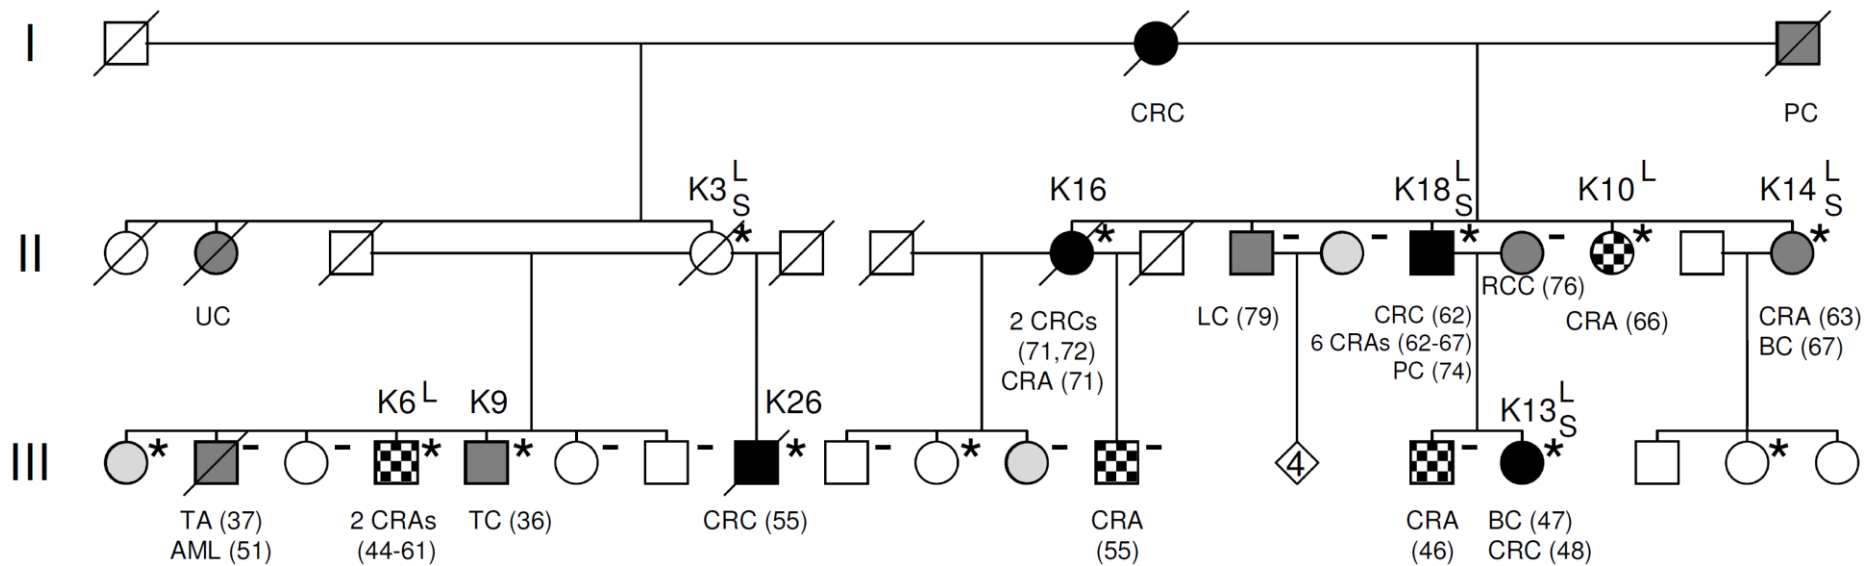 I
CRC
PC
K3 L
S
K16
K18 L
S
K10 L
K14 L
S
II
* * - - * - * *
UC
2 CRCs
(71,72)
CRA (71)
LC (79)
CRC (62)
6 CRAs (62-67)
PC (74)
RCC (76)
CRA (66)
CRA (63)
BC (67)
K6 L
K9
K26
K13 L
S
III
* - - * * - - * - * - - 4 - * *
TA (37)
AML (51)
2 CRAs
(44-61)
TC (36)
CRC (55)
CRA
(55)
CRA
(46)
BC (47)
CRC (48)